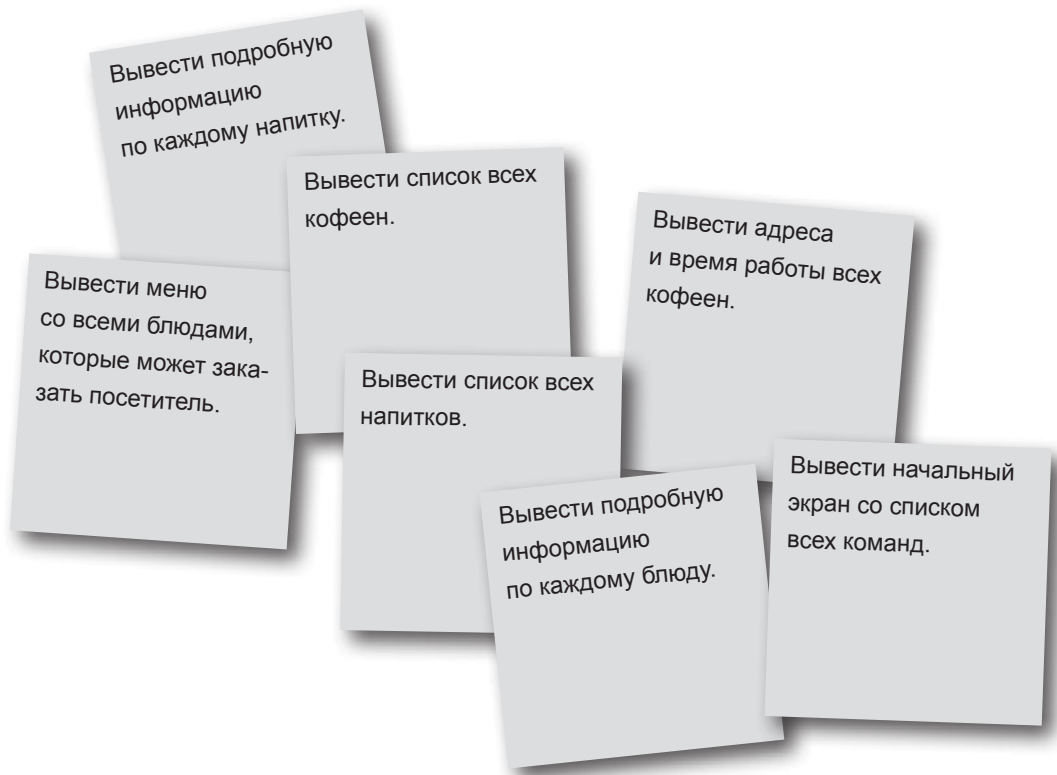 Вывести подробную
информацию
по каждому напитку.
Вывести список всех
кофеен.
Вывести адреса
и время работы всех
кофеен.
Вывести меню
со всеми блюдами,
которые может зака-
зать посетитель.
Вывести список всех
напитков.
Вывести подробную
информацию
по каждому блюду.
Вывести начальный
экран со списком
всех команд.